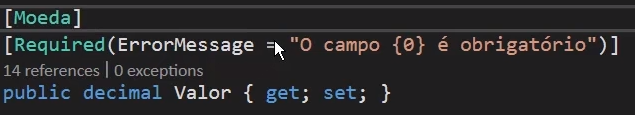 [Moeda]
[Required(ErrorMessage = "O campo {0} é obrigatório")]
14 references | 0 exceptions
public decimal Valor { get; set; }